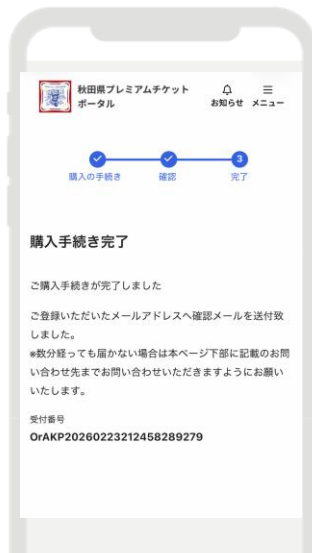 秋田県プレミアムチケット
ポータル
お知らせ
メニュー
3
購入の手続き
確認
完了
購入手続き完了
ご購入手続きが完了しました
ご登録いただいたメールアドレスへ確認メールを送付致
しました。
※数分経っても届かない場合は本ページ下部に記載のお問
い合わせ先までお問い合わせいただきますようにお願い
いたします。
受付番号
OrAKP20260223212458289279